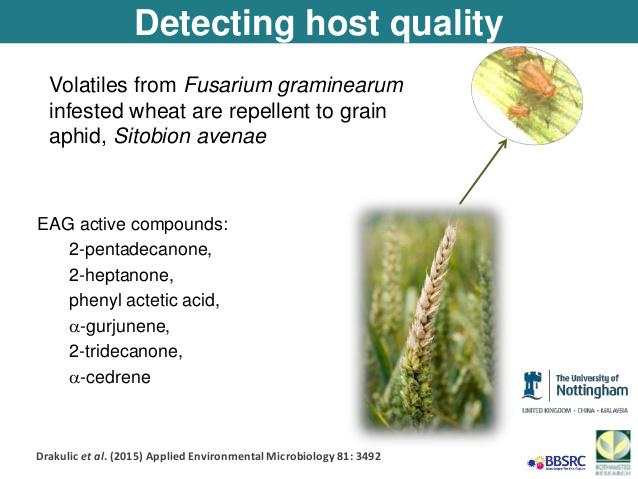 Detecting host quality
Volatiles from Fusarium graminearum
infested wheat are repellent to grain
aphid, Sitobion avenae
EAG active compounds:
2-pentadecanone,
2-heptanone,
phenyl actetic acid,
α-gurjunene,
2-tridecanone,
α-cedrene
The University of
Nottingham
UNITED KINGDOM · CHINA · MALAYSIA
Drakulic et al. (2015) Applied Environmental Microbiology 81: 3492
BBSRC
ROTHAMSTED
RESEARCH